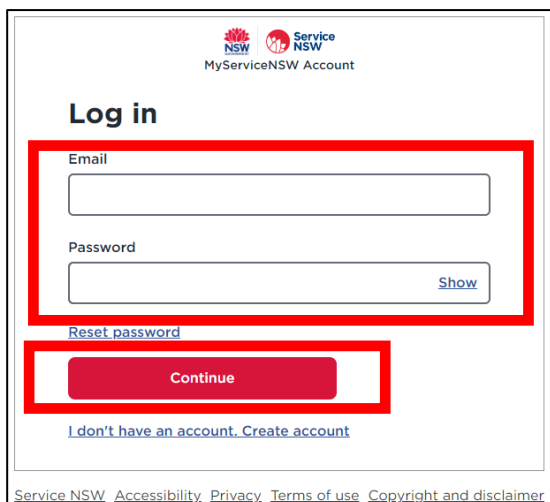 NSW
GOVERNMENT
Service
NSW
MyServiceNSW Account
Log in
Email
Password
Show
Reset password
Continue
I don't have an account. Create account
Service NSW Accessibility Privacy Terms of use Copyright and disclaimer